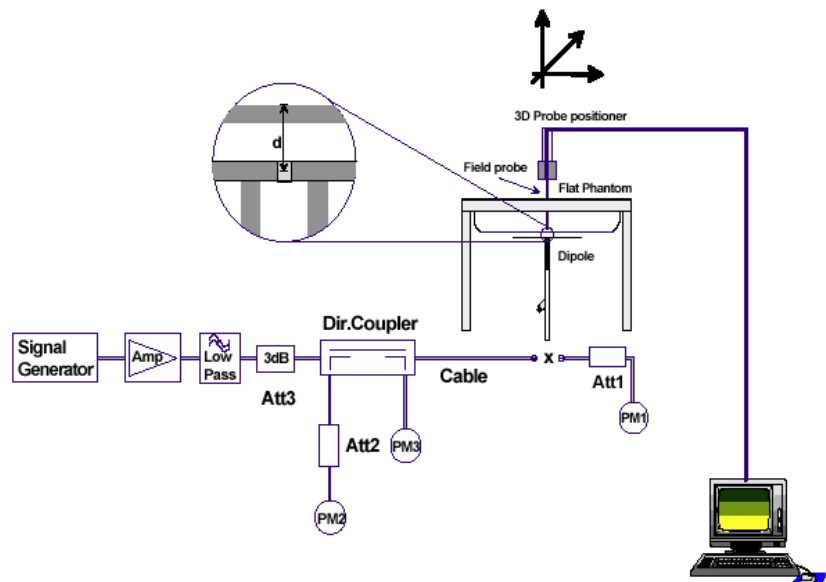 3D Probe positioner
d
Field probe
Flat Phantom
Dipole
Dir.Coupler
Signal
Generator
Amp
Low
Pass
3dB
Cable
x
Att1
Att3
PM1
Att2
PM3
PM2